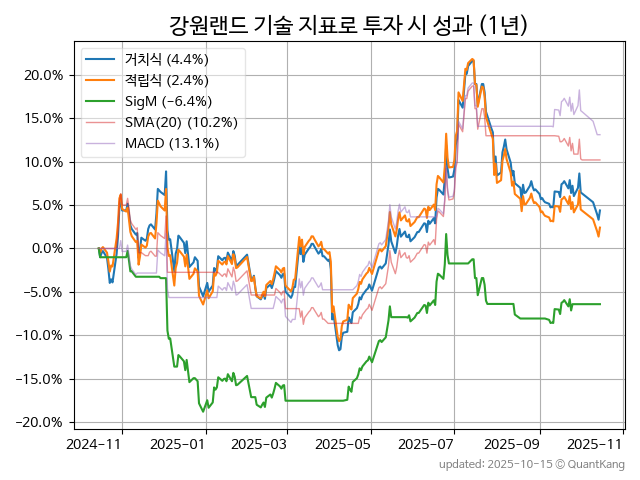 강원랜드 기술 지표로 투자 시 성과 (1년)
거치식 (4.4%)
적립식 (2.4%)
SigM (−6.4%)
SMA(20) (10.2%)
MACD (13.1%)
20.0%
15.0%
10.0%
5.0%
0.0%
−5.0%
−10.0%
−15.0%
−20.0%
2024−11 2025−01 2025−03 2025−05 2025−07 2025−09 2025−11
updated: 2025-10-15 © QuantKang